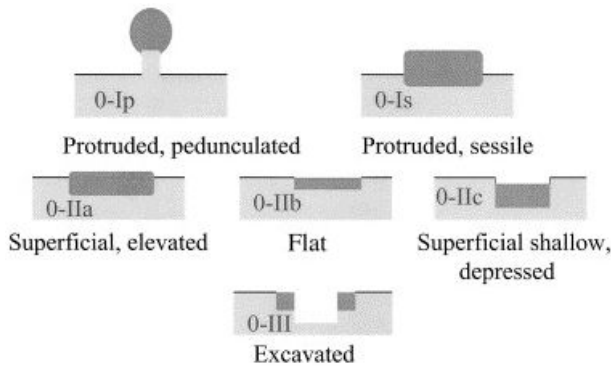 0-Ip
0-Is
Protruded, pedunculated
Protruded, sessile
0-IIa
0-IIb
0-IIc
Superficial, elevated
Flat
Superficial shallow,
depressed
0-III
Excavated